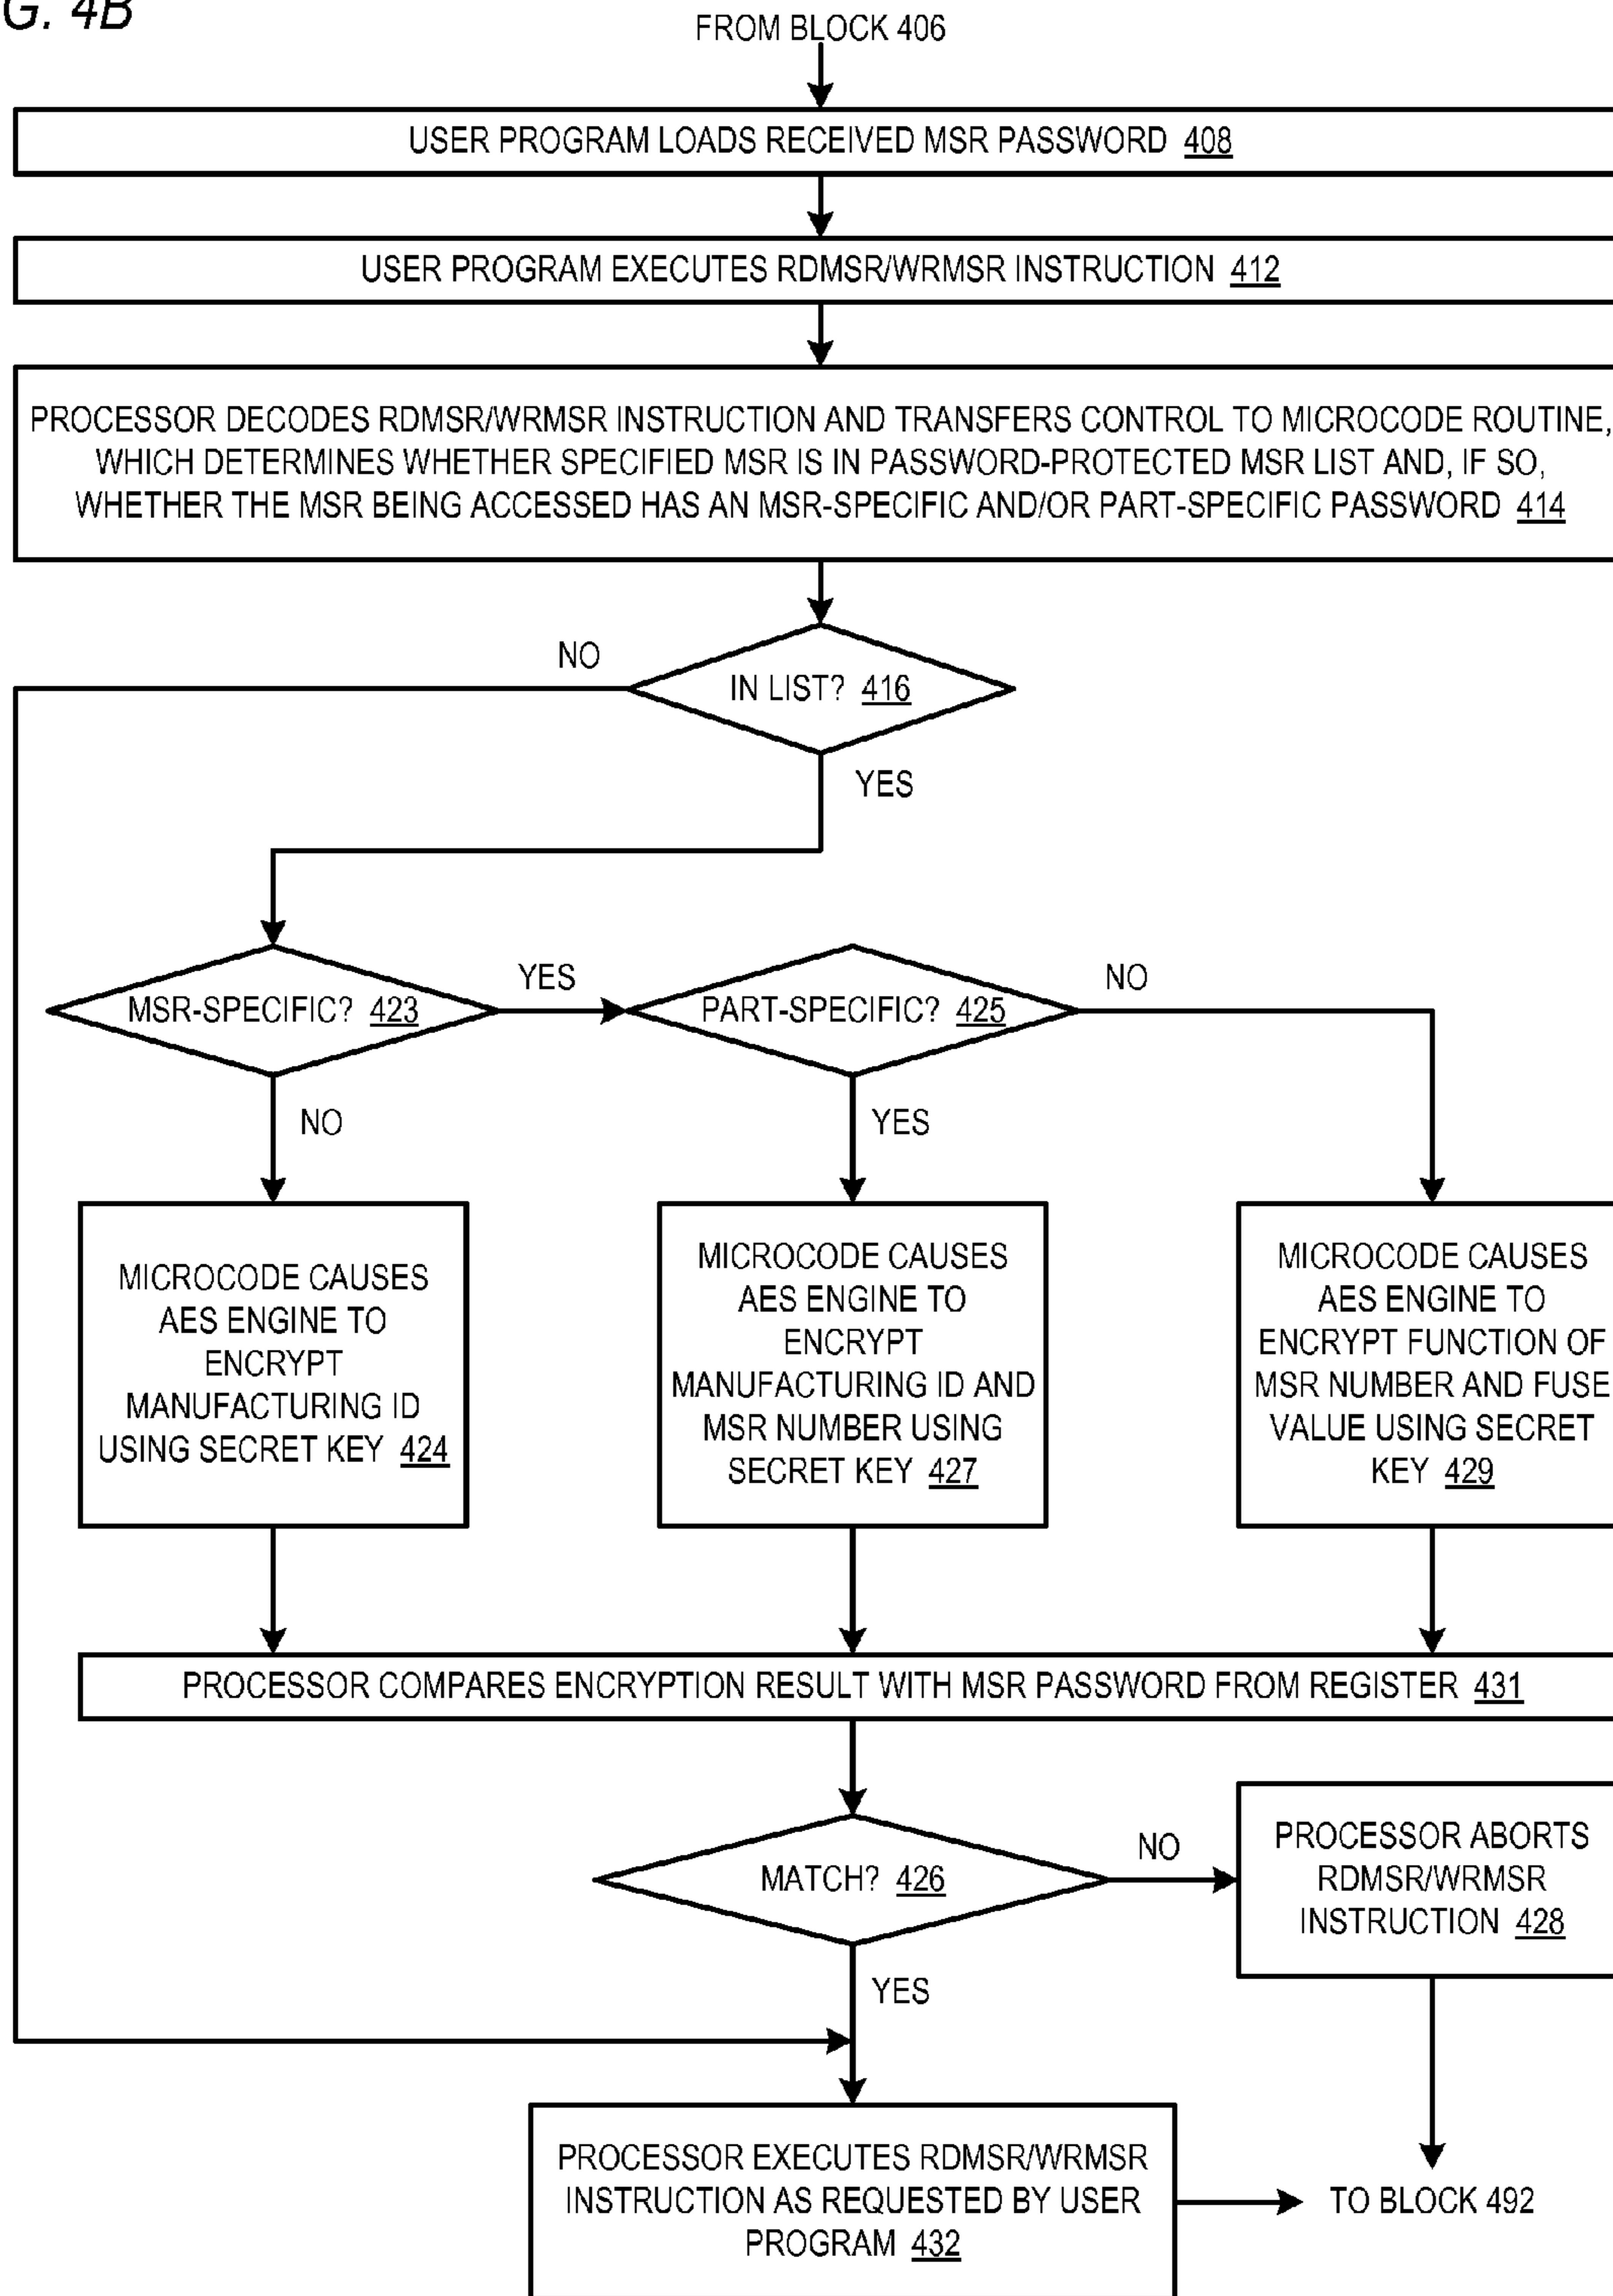 G. 4B
FROM BLOCK 406
USER PROGRAM LOADS RECEIVED MSR PASSWORD 408
USER PROGRAM EXECUTES RDMSR/WRMSR INSTRUCTION 412
PROCESSOR DECODES RDMSR/WRMSR INSTRUCTION AND TRANSFERS CONTROL TO MICROCODE ROUTINE,
WHICH DETERMINES WHETHER SPECIFIED MSR IS IN PASSWORD-PROTECTED MSR LIST AND, IF SO,
WHETHER THE MSR BEING ACCESSED HAS AN MSR-SPECIFIC AND/OR PART-SPECIFIC PASSWORD 414
NO
IN LIST? 416
YES
MSR-SPECIFIC? 423
YES
PART-SPECIFIC? 425
NO
NO
YES
MICROCODE CAUSES
AES ENGINE TO
ENCRYPT
MANUFACTURING ID
USING SECRET KEY 424
MICROCODE CAUSES
AES ENGINE TO
ENCRYPT
MANUFACTURING ID AND
MSR NUMBER USING
SECRET KEY 427
MICROCODE CAUSES
AES ENGINE TO
ENCRYPT FUNCTION OF
MSR NUMBER AND FUSE
VALUE USING SECRET
KEY 429
PROCESSOR COMPARES ENCRYPTION RESULT WITH MSR PASSWORD FROM REGISTER 431
MATCH? 426
NO
PROCESSOR ABORTS
RDMSR/WRMSR
INSTRUCTION 428
YES
PROCESSOR EXECUTES RDMSR/WRMSR
INSTRUCTION AS REQUESTED BY USER
PROGRAM 432
TO BLOCK 492